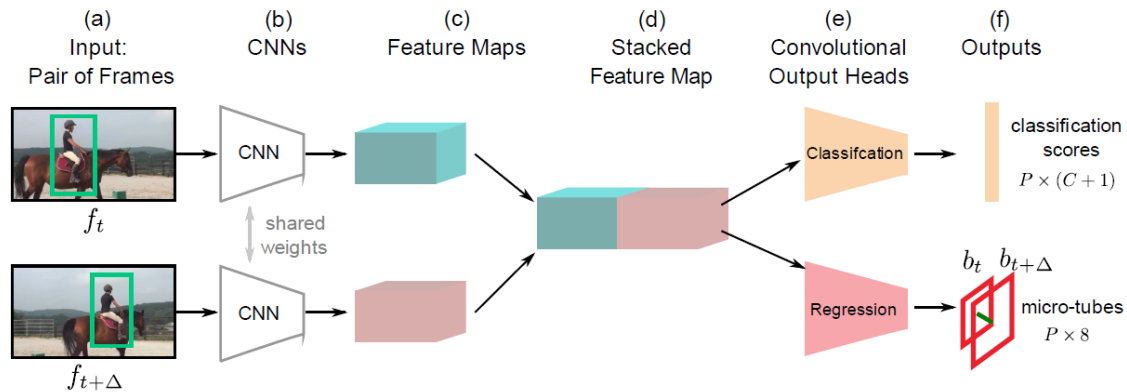 (a)
Input:
Pair of Frames
(b)
CNNs
(c)
Feature Maps
(d)
Stacked
Feature Map
(e)
Convolutional
Output Heads
(f)
Outputs
CNN
Classifcation
classification
scores
P × (C + 1)
f_t
shared
weights
CNN
Regression
b_t
b_{t+Δ}
micro-tubes
P × 8
f_{t+Δ}